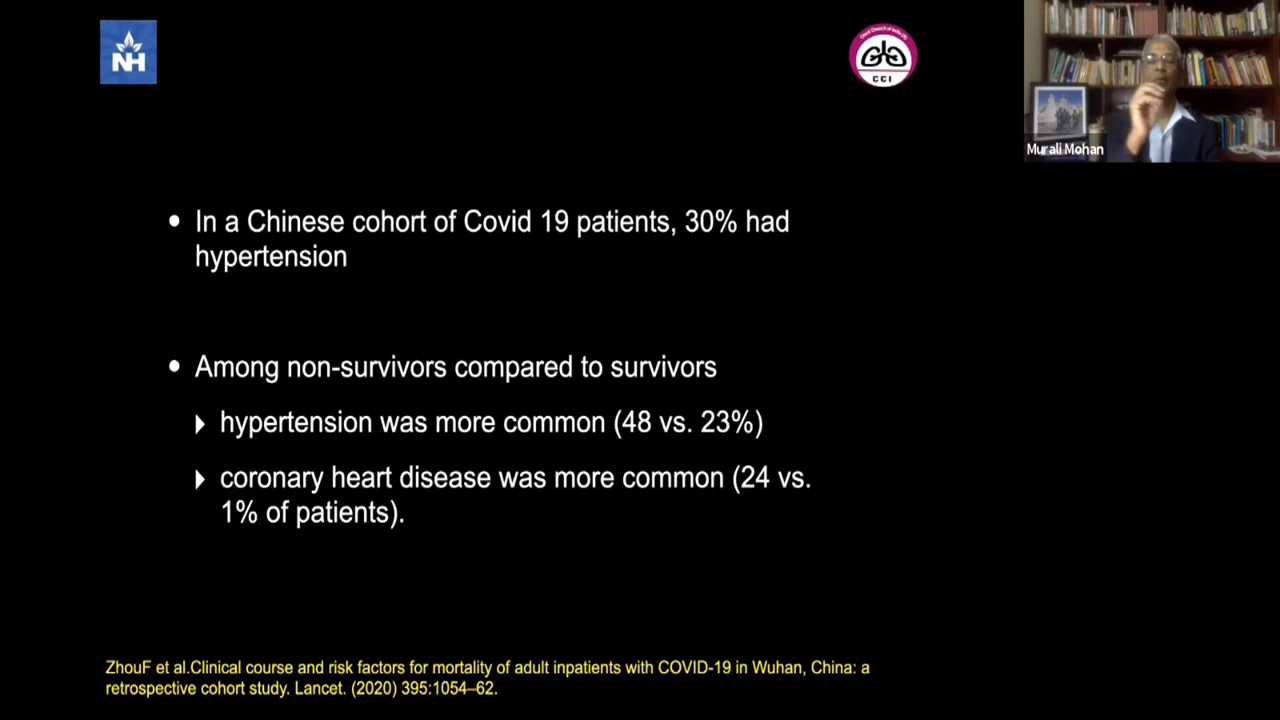 NH
CCI
Murali Mohan
• In a Chinese cohort of Covid 19 patients, 30% had
hypertension
• Among non-survivors compared to survivors
hypertension was more common (48 vs. 23%)
coronary heart disease was more common (24 vs.
1% of patients).
ZhouF et al.Clinical course and risk factors for mortality of adult inpatients with COVID-19 in Wuhan, China: a
retrospective cohort study. Lancet. (2020) 395:1054–62.